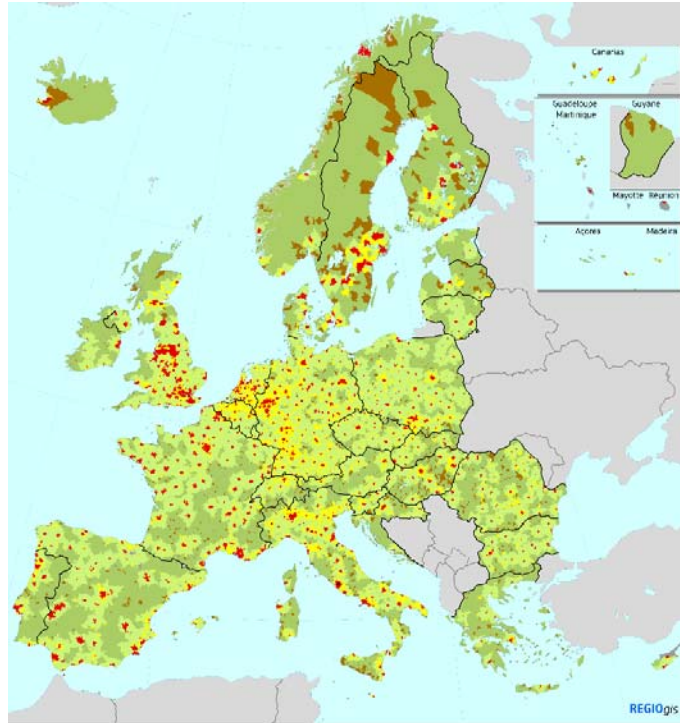 Canarias
Guadeloupe
Martinique
Guyane
Mayotte
Réunion
Açores
Madeira
REGIOgis